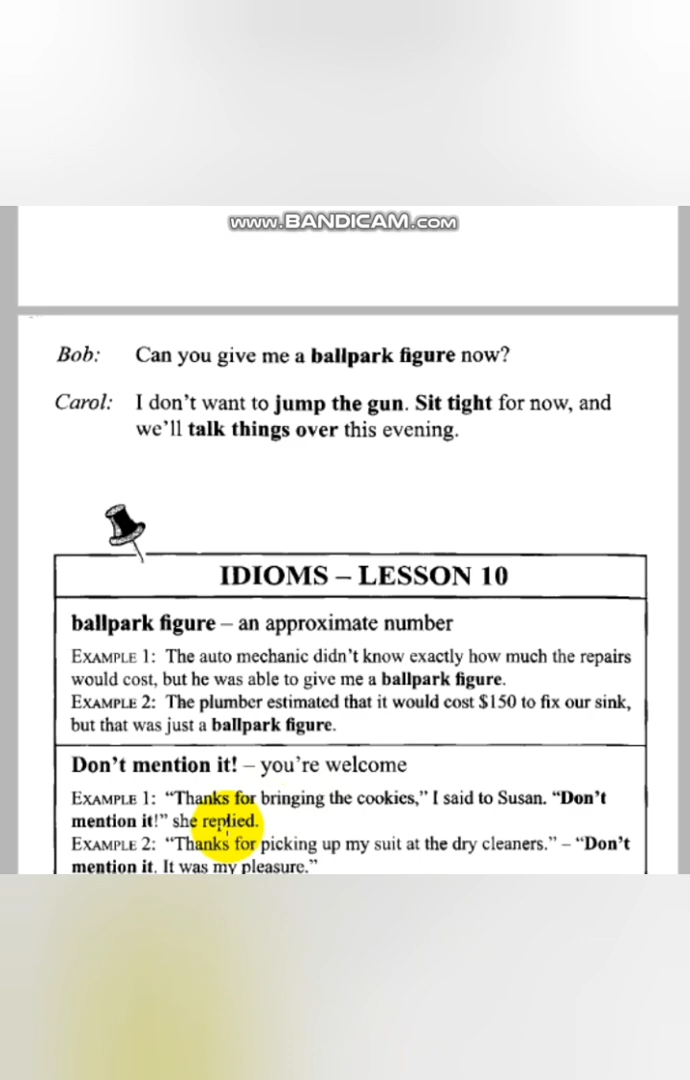 www.BANDICAM.com
Bob: Can you give me a ballpark figure now?
Carol: I don't want to jump the gun. Sit tight for now, and
we'll talk things over this evening.
IDIOMS – LESSON 10
ballpark figure – an approximate number
EXAMPLE 1: The auto mechanic didn't know exactly how much the repairs
would cost, but he was able to give me a ballpark figure.
EXAMPLE 2: The plumber estimated that it would cost $150 to fix our sink,
but that was just a ballpark figure.
Don't mention it! – you're welcome
EXAMPLE 1: “Thanks for bringing the cookies,” I said to Susan. “Don't
mention it!” she replied.
EXAMPLE 2: “Thanks for picking up my suit at the dry cleaners.” – “Don't
mention it. It was my pleasure.”